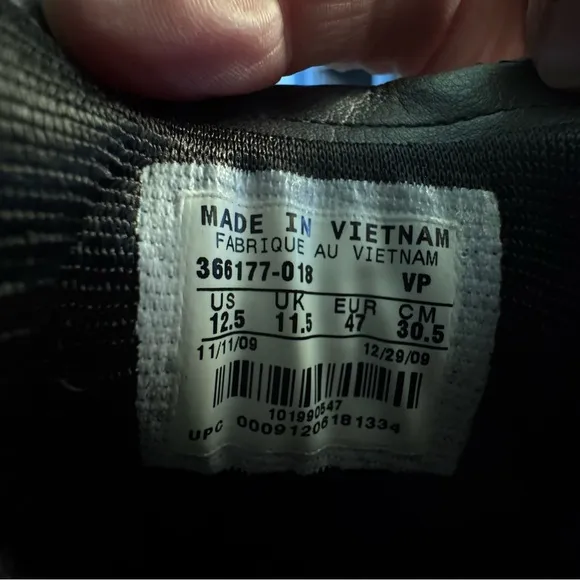 MADE IN VIETNAM
FABRIQUE AU VIETNAM
366177-018 VP
US UK EUR CM
12.5 11.5 47 30.5
11/11/09 12/29/09
101990547
UPC 00091206181334